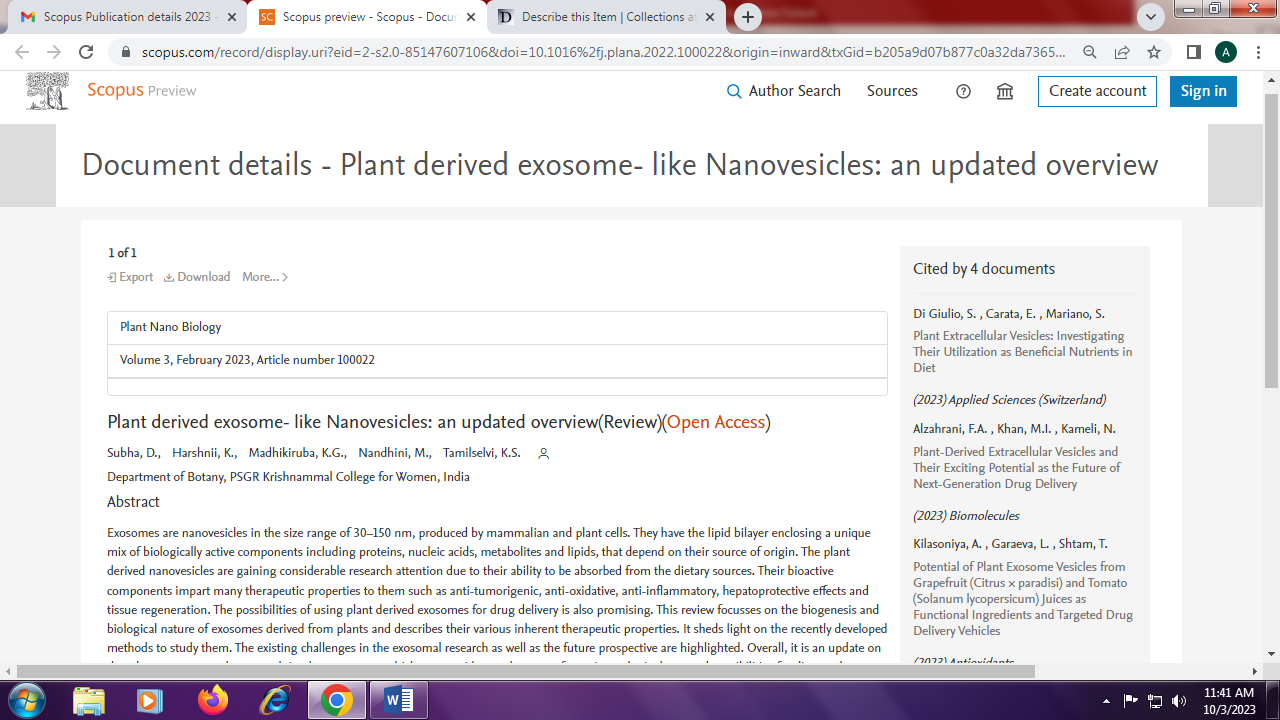 Scopus Publication details 2023 -
Scopus preview - Scopus - Docu
Describe this Item | Collections a
scopus.com/record/display.uri?eid=2-s2.0-85147607106&doi=10.1016%2fj.plana.2022.100022&origin=inward&txGid=b205a9d07b877c0a32da7365...
A
Scopus Preview
Author Search
Sources
Create account
Sign in
Document details - Plant derived exosome- like Nanovesicles: an updated overview
1 of 1
Export Download More... >
Plant Nano Biology
Volume 3, February 2023, Article number 100022
Plant derived exosome- like Nanovesicles: an updated overview(Review)(Open Access)
Subha, D., Harshnii, K., Madhikiruba, K.G., Nandhini, M., Tamilselvi, K.S.
Department of Botany, PSGR Krishnammal College for Women, India
Abstract
Exosomes are nanovesicles in the size range of 30–150 nm, produced by mammalian and plant cells. They have the lipid bilayer enclosing a unique
mix of biologically active components including proteins, nucleic acids, metabolites and lipids, that depend on their source of origin. The plant
derived nanovesicles are gaining considerable research attention due to their ability to be absorbed from the dietary sources. Their bioactive
components impart many therapeutic properties to them such as anti-tumorigenic, anti-oxidative, anti-inflammatory, hepatoprotective effects and
tissue regeneration. The possibilities of using plant derived exosomes for drug delivery is also promising. This review focusses on the biogenesis and
biological nature of exosomes derived from plants and describes their various inherent therapeutic properties. It sheds light on the recently developed
methods to study them. The existing challenges in the exosomal research as well as the future prospective are highlighted. Overall, it is an update on
Cited by 4 documents
Di Giulio, S. , Carata, E. , Mariano, S.
Plant Extracellular Vesicles: Investigating
Their Utilization as Beneficial Nutrients in
Diet
(2023) Applied Sciences (Switzerland)
Alzahrani, F.A. , Khan, M.I. , Kameli, N.
Plant-Derived Extracellular Vesicles and
Their Exciting Potential as the Future of
Next-Generation Drug Delivery
(2023) Biomolecules
Kilasoniya, A. , Garaeva, L. , Shtam, T.
Potential of Plant Exosome Vesicles from
Grapefruit (Citrus × paradisi) and Tomato
(Solanum lycopersicum) Juices as
Functional Ingredients and Targeted Drug
Delivery Vehicles
(2023) Antioxidants
11:41 AM
10/3/2023